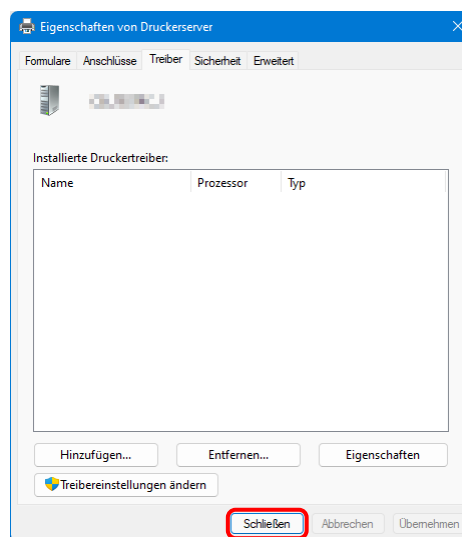 Eigenschaften von Druckerserver
Formulare Anschlüsse Treiber Sicherheit Erweitert
Installierte Druckertreiber:
Name Prozessor Typ
Hinzufügen... Entfernen... Eigenschaften
Treibereinstellungen ändern
Schließen Abbrechen Übernehmen